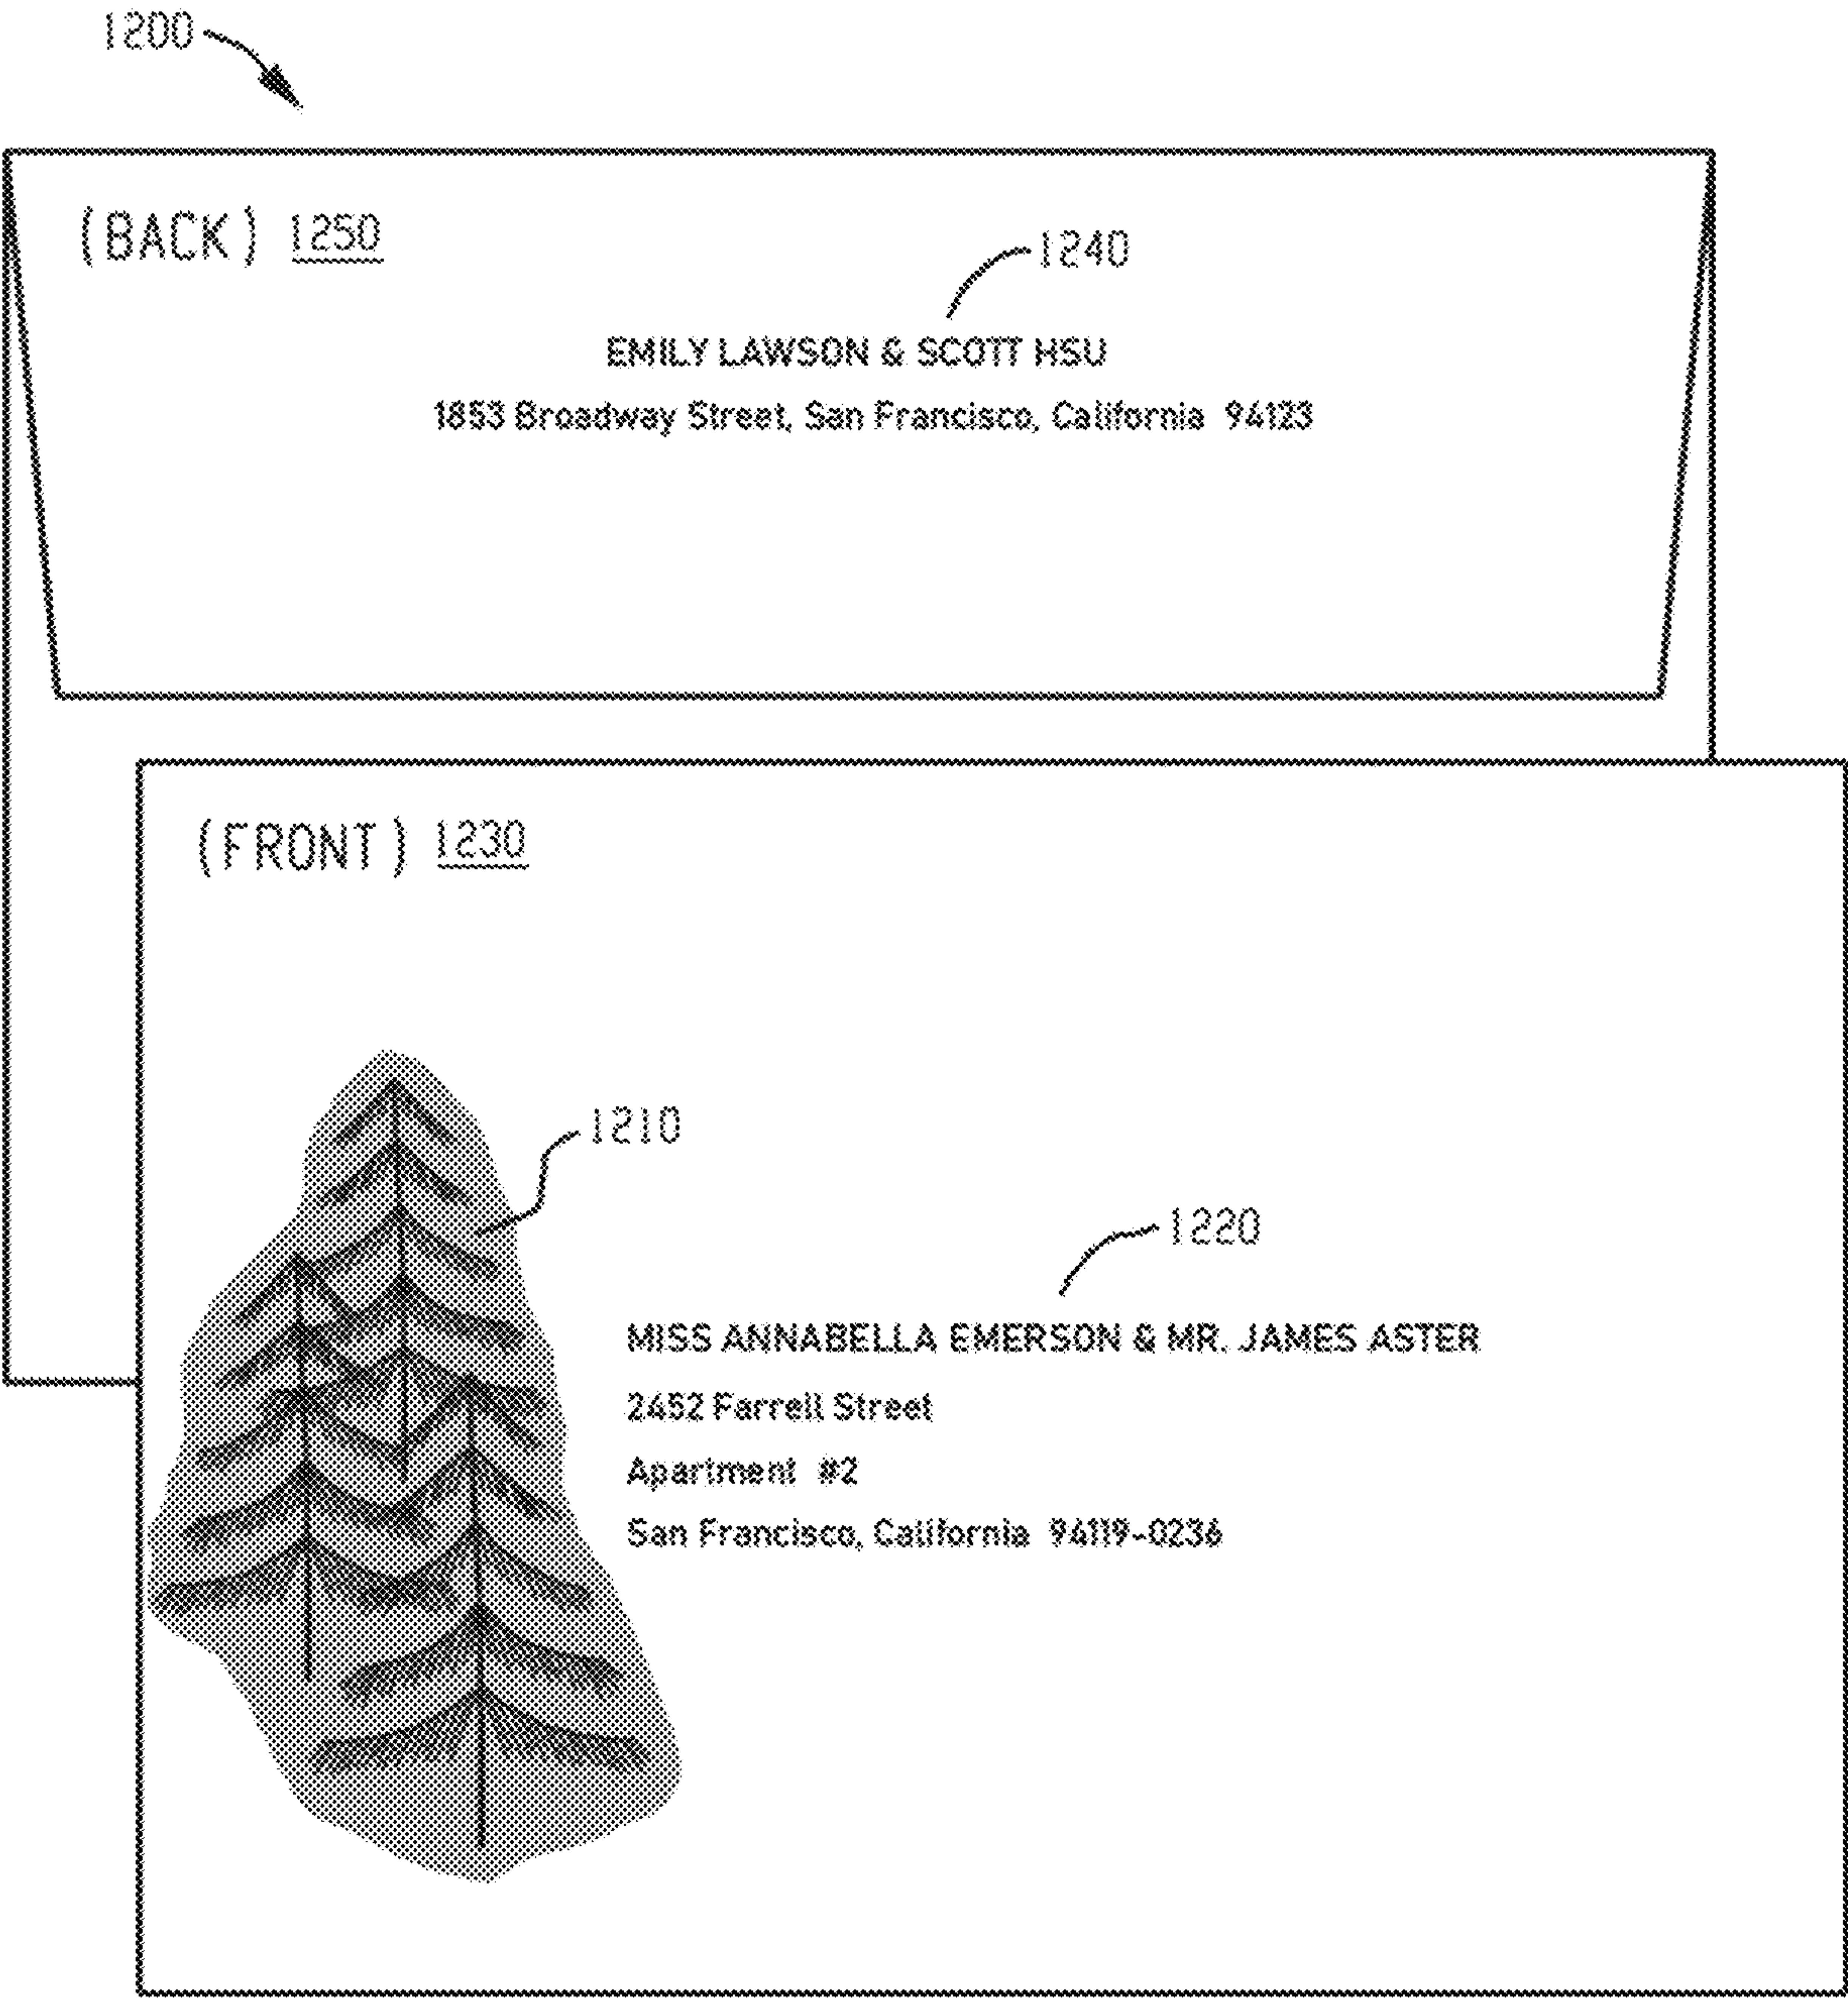 1200
(BACK) 1250
1240
EMILY LAWSON & SCOTT HSU
1853 Broadway Street, San Francisco, California 94123
(FRONT) 1230
1210
1220
MISS ANNABELLA EMERSON & MR. JAMES ASTER
2452 Farrell Street
Apartment #2
San Francisco, California 94119-0236